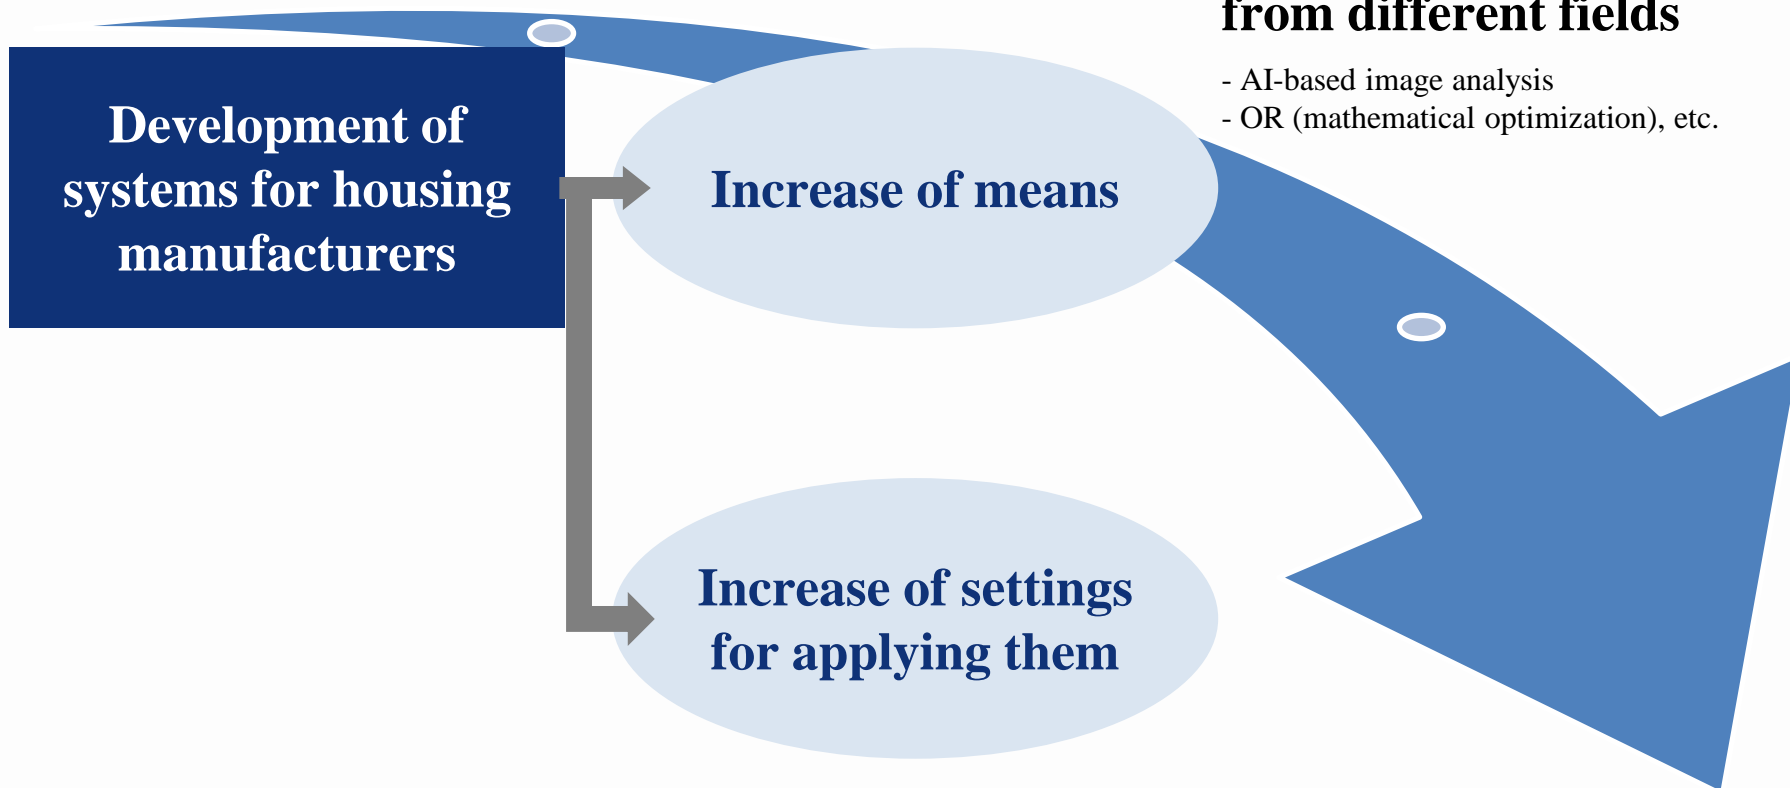 from different fields
- AI-based image analysis
- OR (mathematical optimization), etc.
Development of
systems for housing
manufacturers
Increase of means
Increase of settings
for applying them